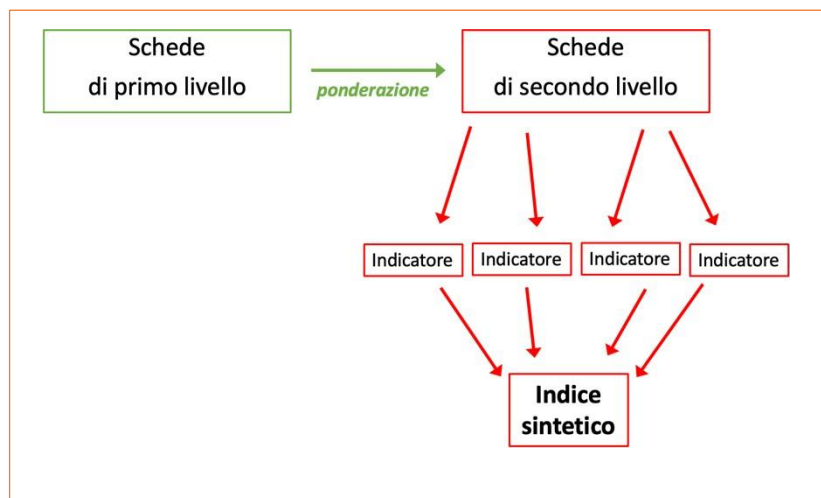 Schede
di primo livello
ponderazione
Schede
di secondo livello
Indicatore
Indicatore
Indicatore
Indicatore
Indice
sintetico